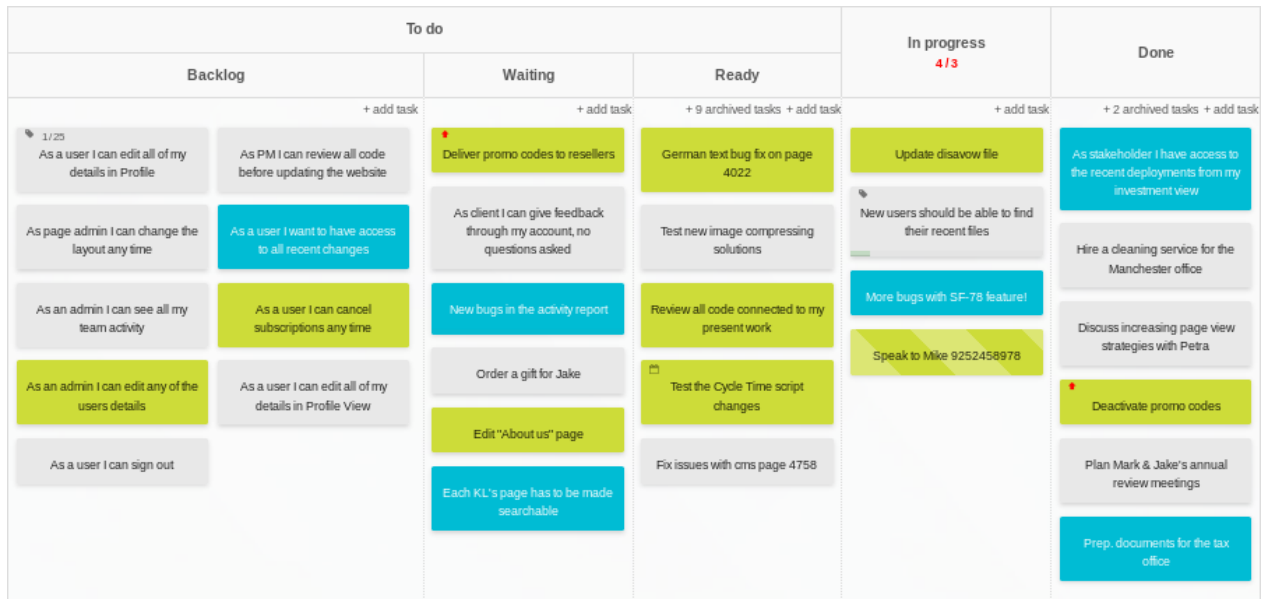 To do
In progress
4 / 3
Done
Backlog
Waiting
Ready
+ add task
+ add task
+ 9 archived tasks + add task
+ add task
+ 2 archived tasks + add task
1/25
As a user I can edit all of my
details in Profile
As page admin I can change the
layout any time
As an admin I can see all my
team activity
As an admin I can edit any of the
users details
As a user I can sign out
As PM I can review all code
before updating the website
As a user I want to have access
to all recent changes
As a user I can cancel
subscriptions any time
As a user I can edit all of my
details in Profile View
Deliver promo codes to resellers
As client I can give feedback
through my account, no
questions asked
New bugs in the activity report
Order a gift for Jake
Edit "About us" page
Each KL's page has to be made
searchable
German text bug fix on page
4022
Test new image compressing
solutions
Review all code connected to my
present work
Test the Cycle Time script
changes
Fix issues with cms page 4758
Update disavow file
New users should be able to find
their recent files
More bugs with SF-78 feature!
Speak to Mike 9252458978
As stakeholder I have access to
the recent deployments from my
investment view
Hire a cleaning service for the
Manchester office
Discuss increasing page view
strategies with Petra
Deactivate promo codes
Plan Mark & Jake's annual
review meetings
Prep. documents for the tax
office